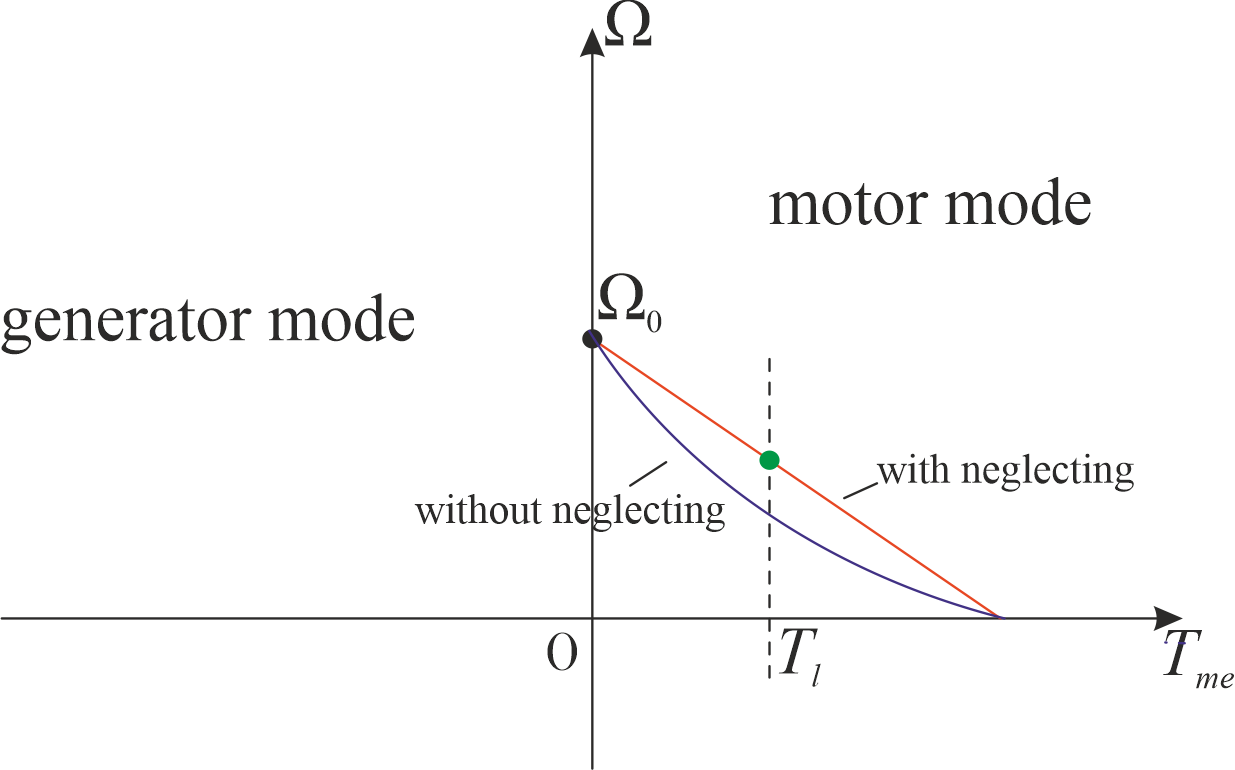 Ω
motor mode
Ω₀
generator mode
with neglecting
without neglecting
O
Tₗ
Tₘₑ